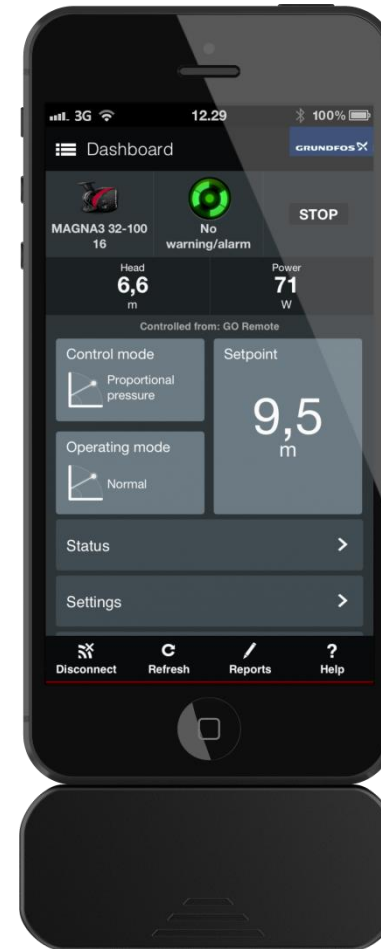 3G 12.29 100%
Dashboard GRUNDFOS
MAGNA3 32-100
16
No
warning/alarm
STOP
Head
6,6
m
Power
71
W
Controlled from: GO Remote
Control mode
Proportional
pressure
Setpoint
9,5
m
Operating mode
Normal
Status
Settings
Disconnect Refresh Reports Help